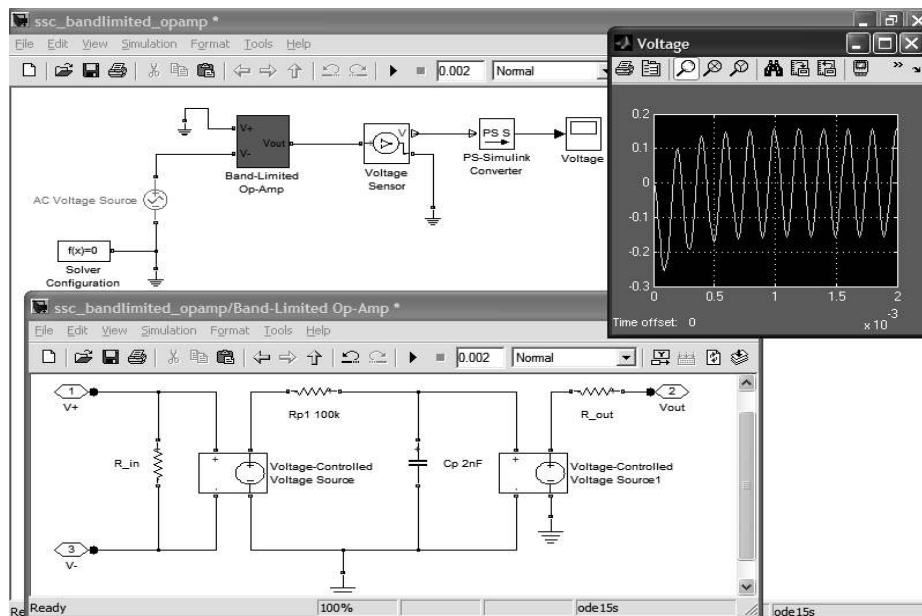 ssc_bandlimited_opamp *
File Edit View Simulation Format Tools Help
0.002 Normal
V+
V-
Vout
Band-Limited
Op-Amp
V
Voltage
Sensor
PS S
PS-Simulink
Converter
Voltage
AC Voltage Source
f(x)=0
Solver
Configuration
Voltage
0.2
0.1
0
-0.1
-0.2
-0.3
0 0.5 1 1.5 2
x 10^-3
Time offset: 0
ssc_bandlimited_opamp/Band-Limited Op-Amp *
File Edit View Simulation Format Tools Help
0.002 Normal
1
V+
Rp1 100k
R_out
2
Vout
R_in
+
-
Voltage-Controlled
Voltage Source
+
Cp 2nF
+
-
Voltage-Controlled
Voltage Source1
3
V-
Ready 100% ode15s
Re
ode15s